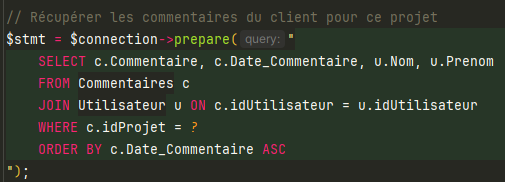 // Récupérer les commentaires du client pour ce projet
$stmt = $connection->prepare( query: "
SELECT c.Commentaire, c.Date_Commentaire, u.Nom, u.Prenom
FROM Commentaires c
JOIN Utilisateur u ON c.idUtilisateur = u.idUtilisateur
WHERE c.idProjet = ?
ORDER BY c.Date_Commentaire ASC
");